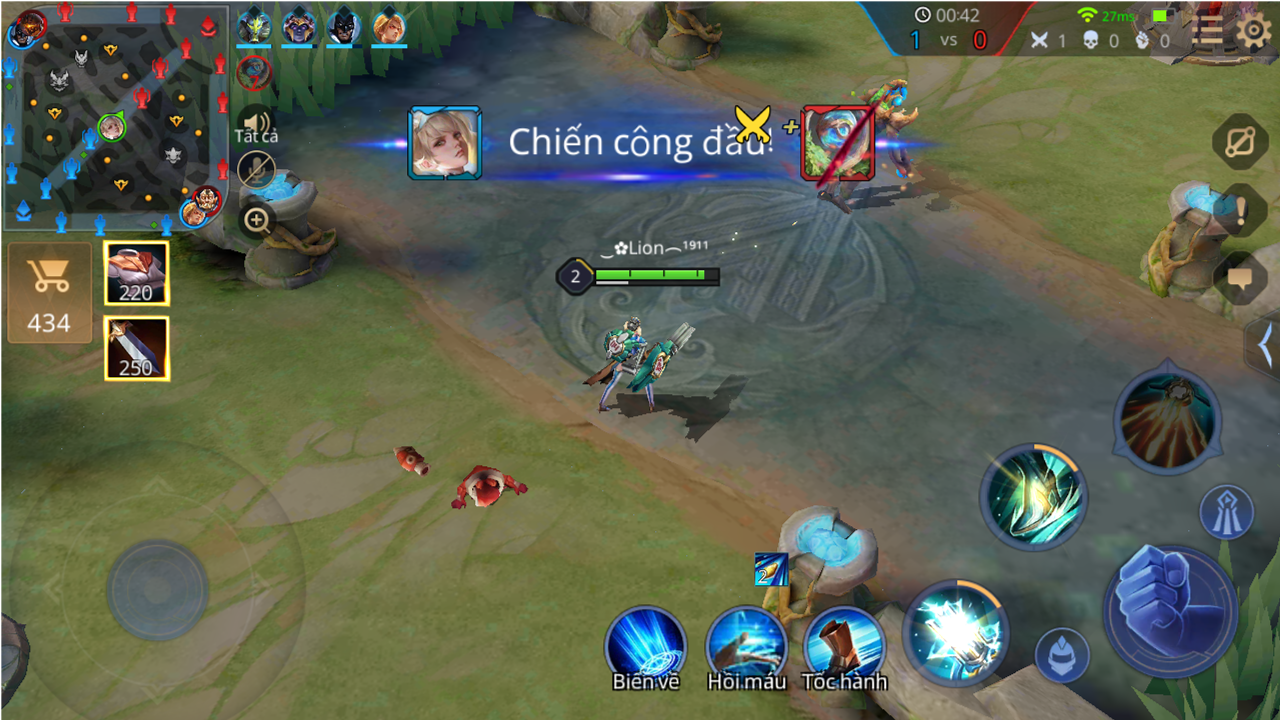 00:42
27ms
1 vs 0
1 0 0
Tất cả
Chiến công đầu!
+
‿✿Lion⁀¹⁹¹¹
2
434
220
250
2
Biến về Hồi máu Tốc hành